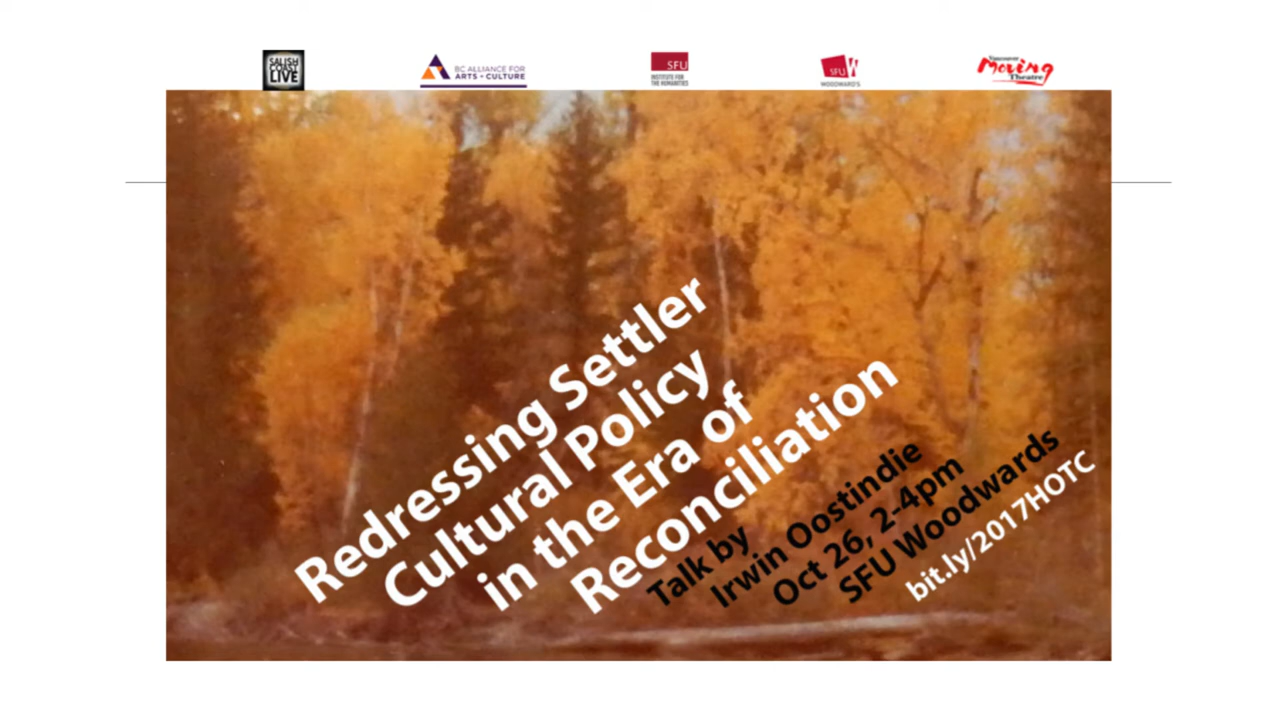 SALISH
COAST
LIVE
BC ALLIANCE FOR
ARTS + CULTURE
SFU
INSTITUTE FOR
THE HUMANITIES
SFU W
WOODWARD'S
Vancouver
Moving
Theatre
Redressing Settler
Cultural Policy
in the Era of
Reconciliation
Talk by
Irwin Oostindie
Oct 26, 2-4pm
SFU Woodwards
bit.ly/2017HOTC